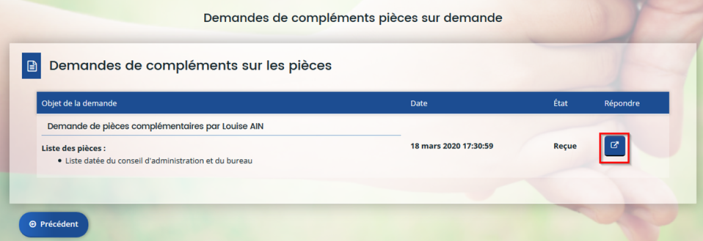 Demandes de compléments pièces sur demande
Demandes de compléments sur les pièces
Objet de la demande Date État Répondre
Demande de pièces complémentaires par Louise AIN
Liste des pièces :
18 mars 2020 17:30:59 Reçue
• Liste datée du conseil d'administration et du bureau
Précédent